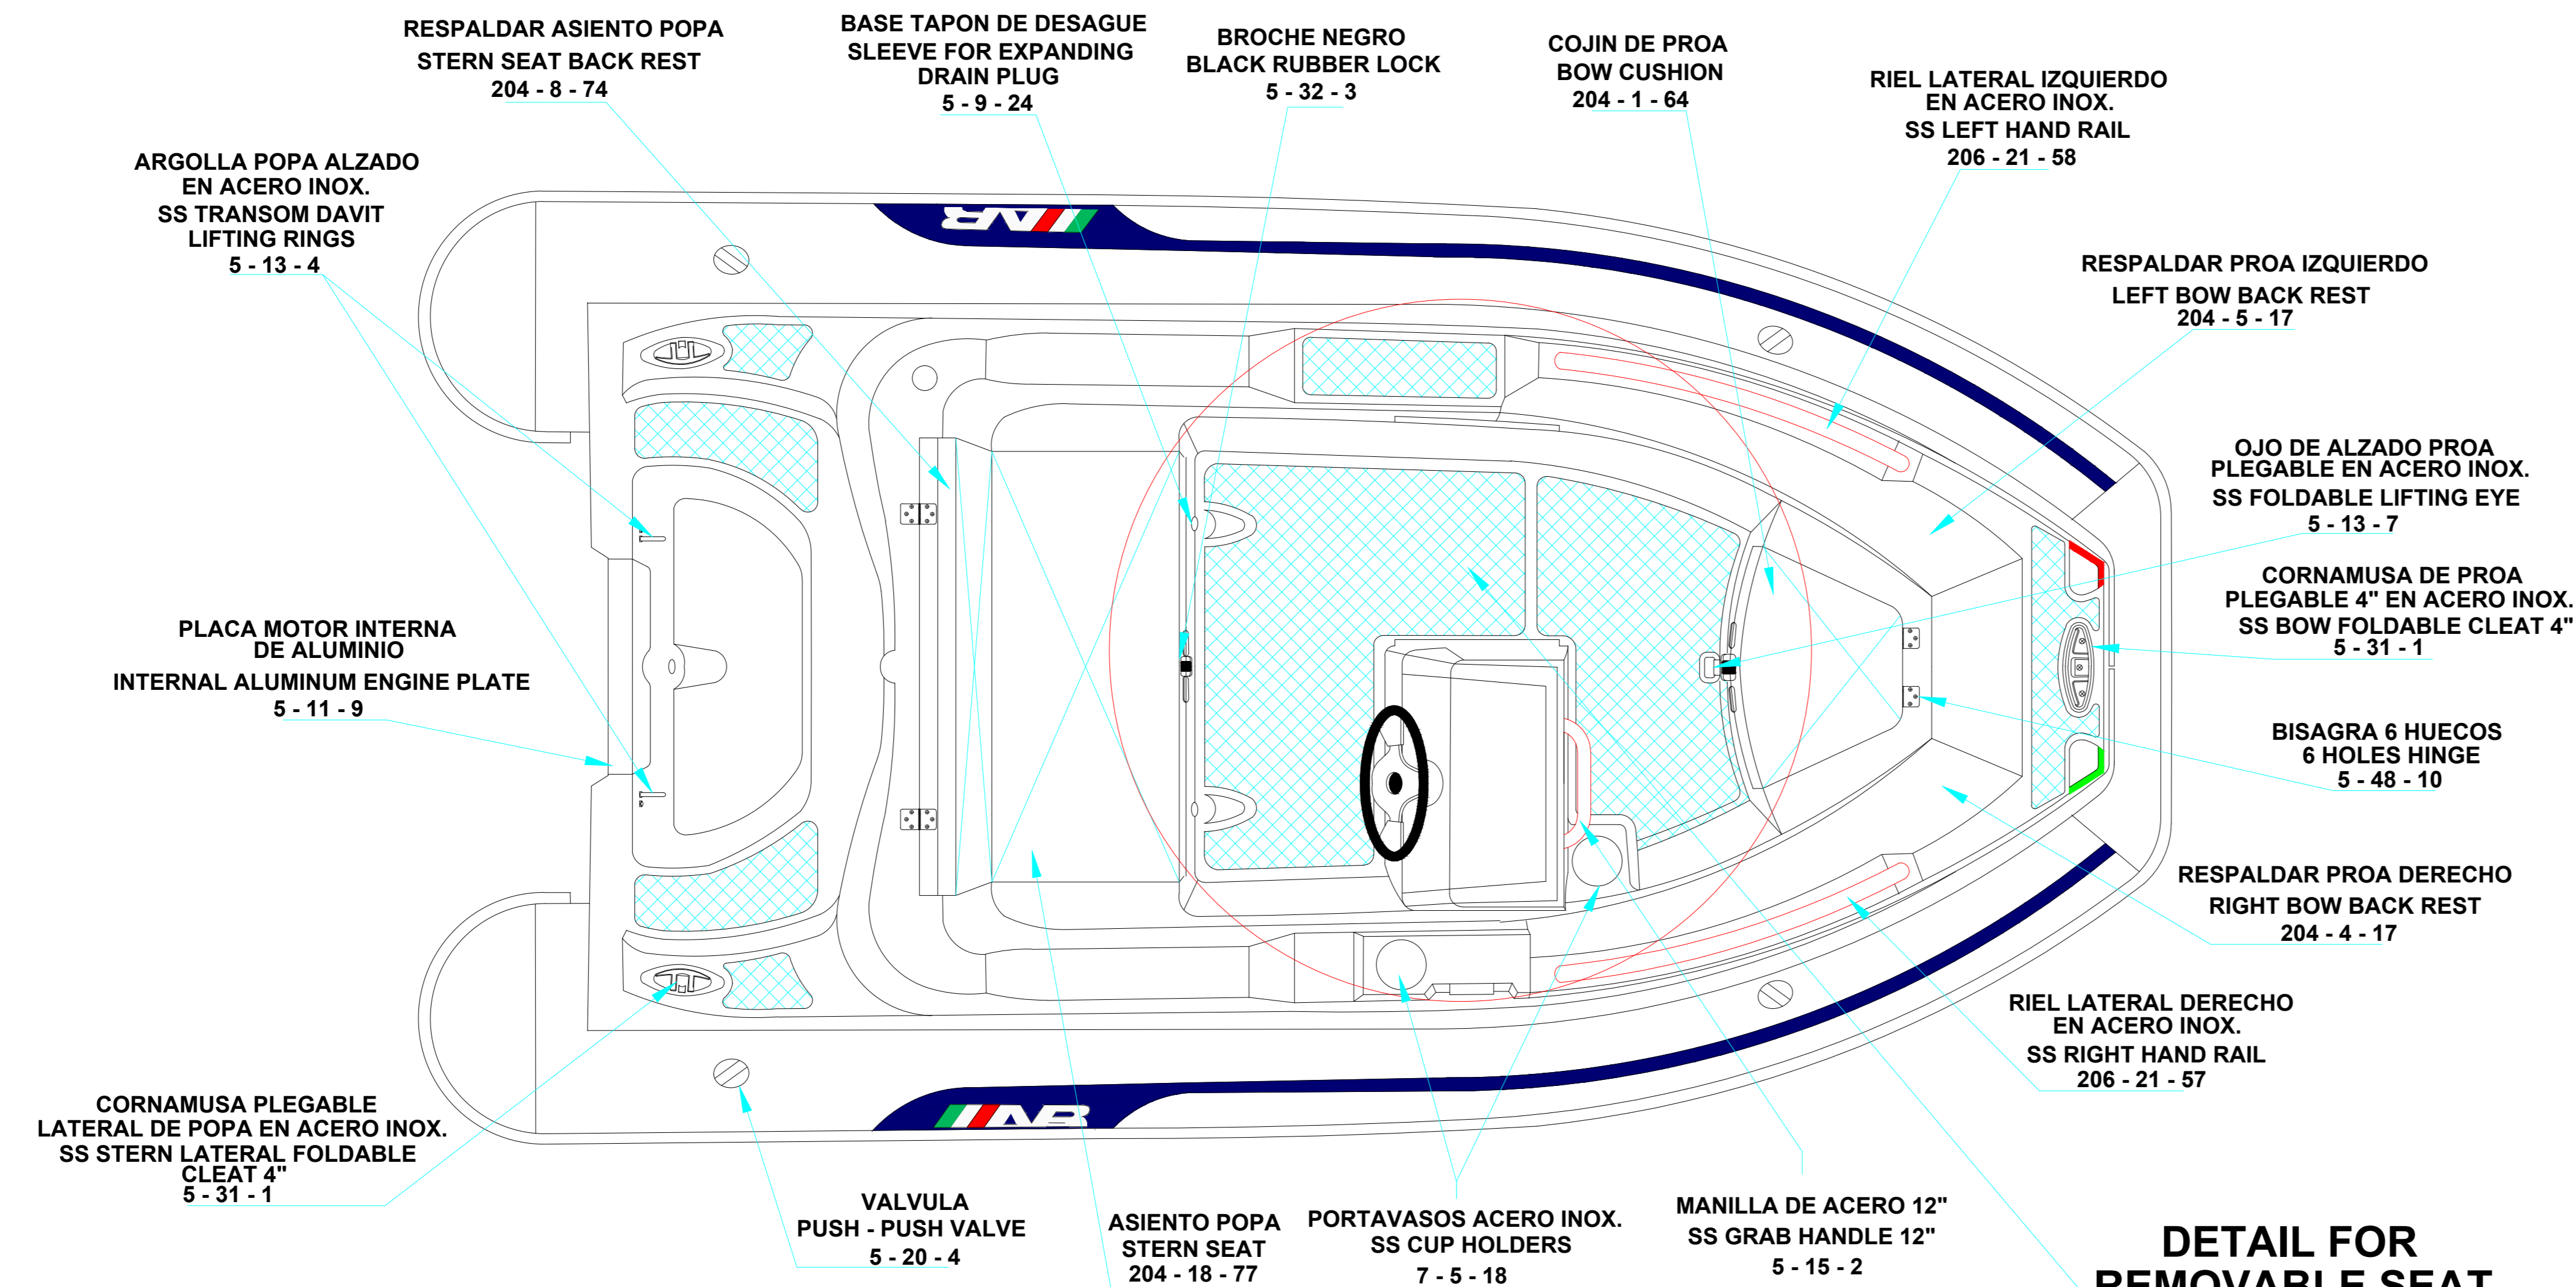 RESPALDAR ASIENTO POPA
STERN SEAT BACK REST
204 - 8 - 74
BASE TAPON DE DESAGUE
SLEEVE FOR EXPANDING
DRAIN PLUG
5 - 9 - 24
BROCHE NEGRO
BLACK RUBBER LOCK
5 - 32 - 3
COJIN DE PROA
BOW CUSHION
204 - 1 - 64
RIEL LATERAL IZQUIERDO
EN ACERO INOX.
SS LEFT HAND RAIL
206 - 21 - 58
ARGOLLA POPA ALZADO
EN ACERO INOX.
SS TRANSOM DAVIT
LIFTING RINGS
5 - 13 - 4
AB
RESPALDAR PROA IZQUIERDO
LEFT BOW BACK REST
204 - 5 - 17
OJO DE ALZADO PROA
PLEGABLE EN ACERO INOX.
SS FOLDABLE LIFTING EYE
5 - 13 - 7
CORNAMUSA DE PROA
PLEGABLE 4" EN ACERO INOX.
SS BOW FOLDABLE CLEAT 4"
5 - 31 - 1
PLACA MOTOR INTERNA
DE ALUMINIO
INTERNAL ALUMINUM ENGINE PLATE
5 - 11 - 9
BISAGRA 6 HUECOS
6 HOLES HINGE
5 - 48 - 10
RESPALDAR PROA DERECHO
RIGHT BOW BACK REST
204 - 4 - 17
RIEL LATERAL DERECHO
EN ACERO INOX.
SS RIGHT HAND RAIL
206 - 21 - 57
CORNAMUSA PLEGABLE
LATERAL DE POPA EN ACERO INOX.
SS STERN LATERAL FOLDABLE
CLEAT 4"
5 - 31 - 1
AB
VALVULA
PUSH - PUSH VALVE
5 - 20 - 4
ASIENTO POPA
STERN SEAT
204 - 18 - 77
PORTAVASOS ACERO INOX.
SS CUP HOLDERS
7 - 5 - 18
MANILLA DE ACERO 12"
SS GRAB HANDLE 12"
5 - 15 - 2
DETAIL FOR
REMOVABLE SEAT